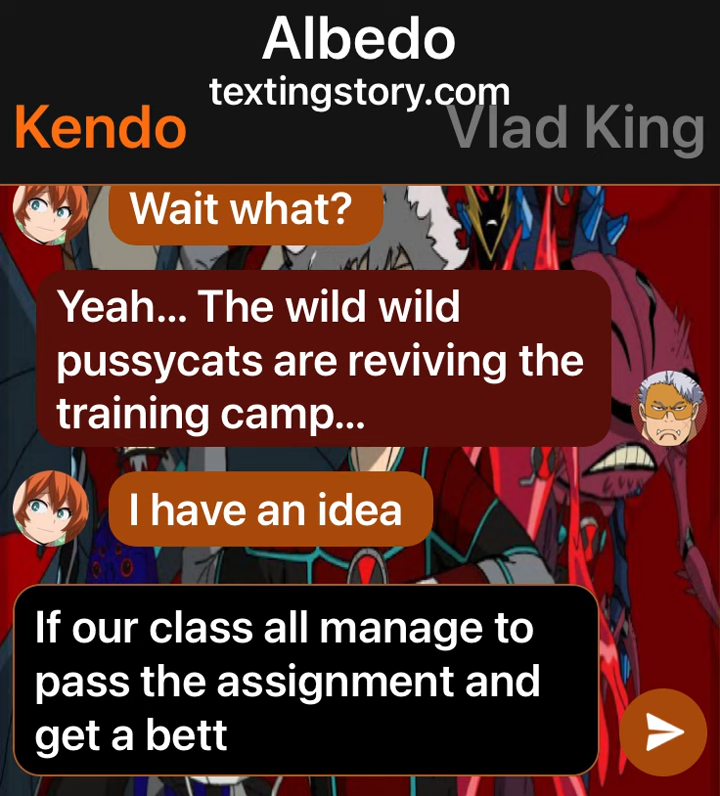 Albedo
textingstory.com
Kendo
Vlad King
Wait what?
Yeah... The wild wild
pussycats are reviving the
training camp...
I have an idea
If our class all manage to
pass the assignment and
get a bett